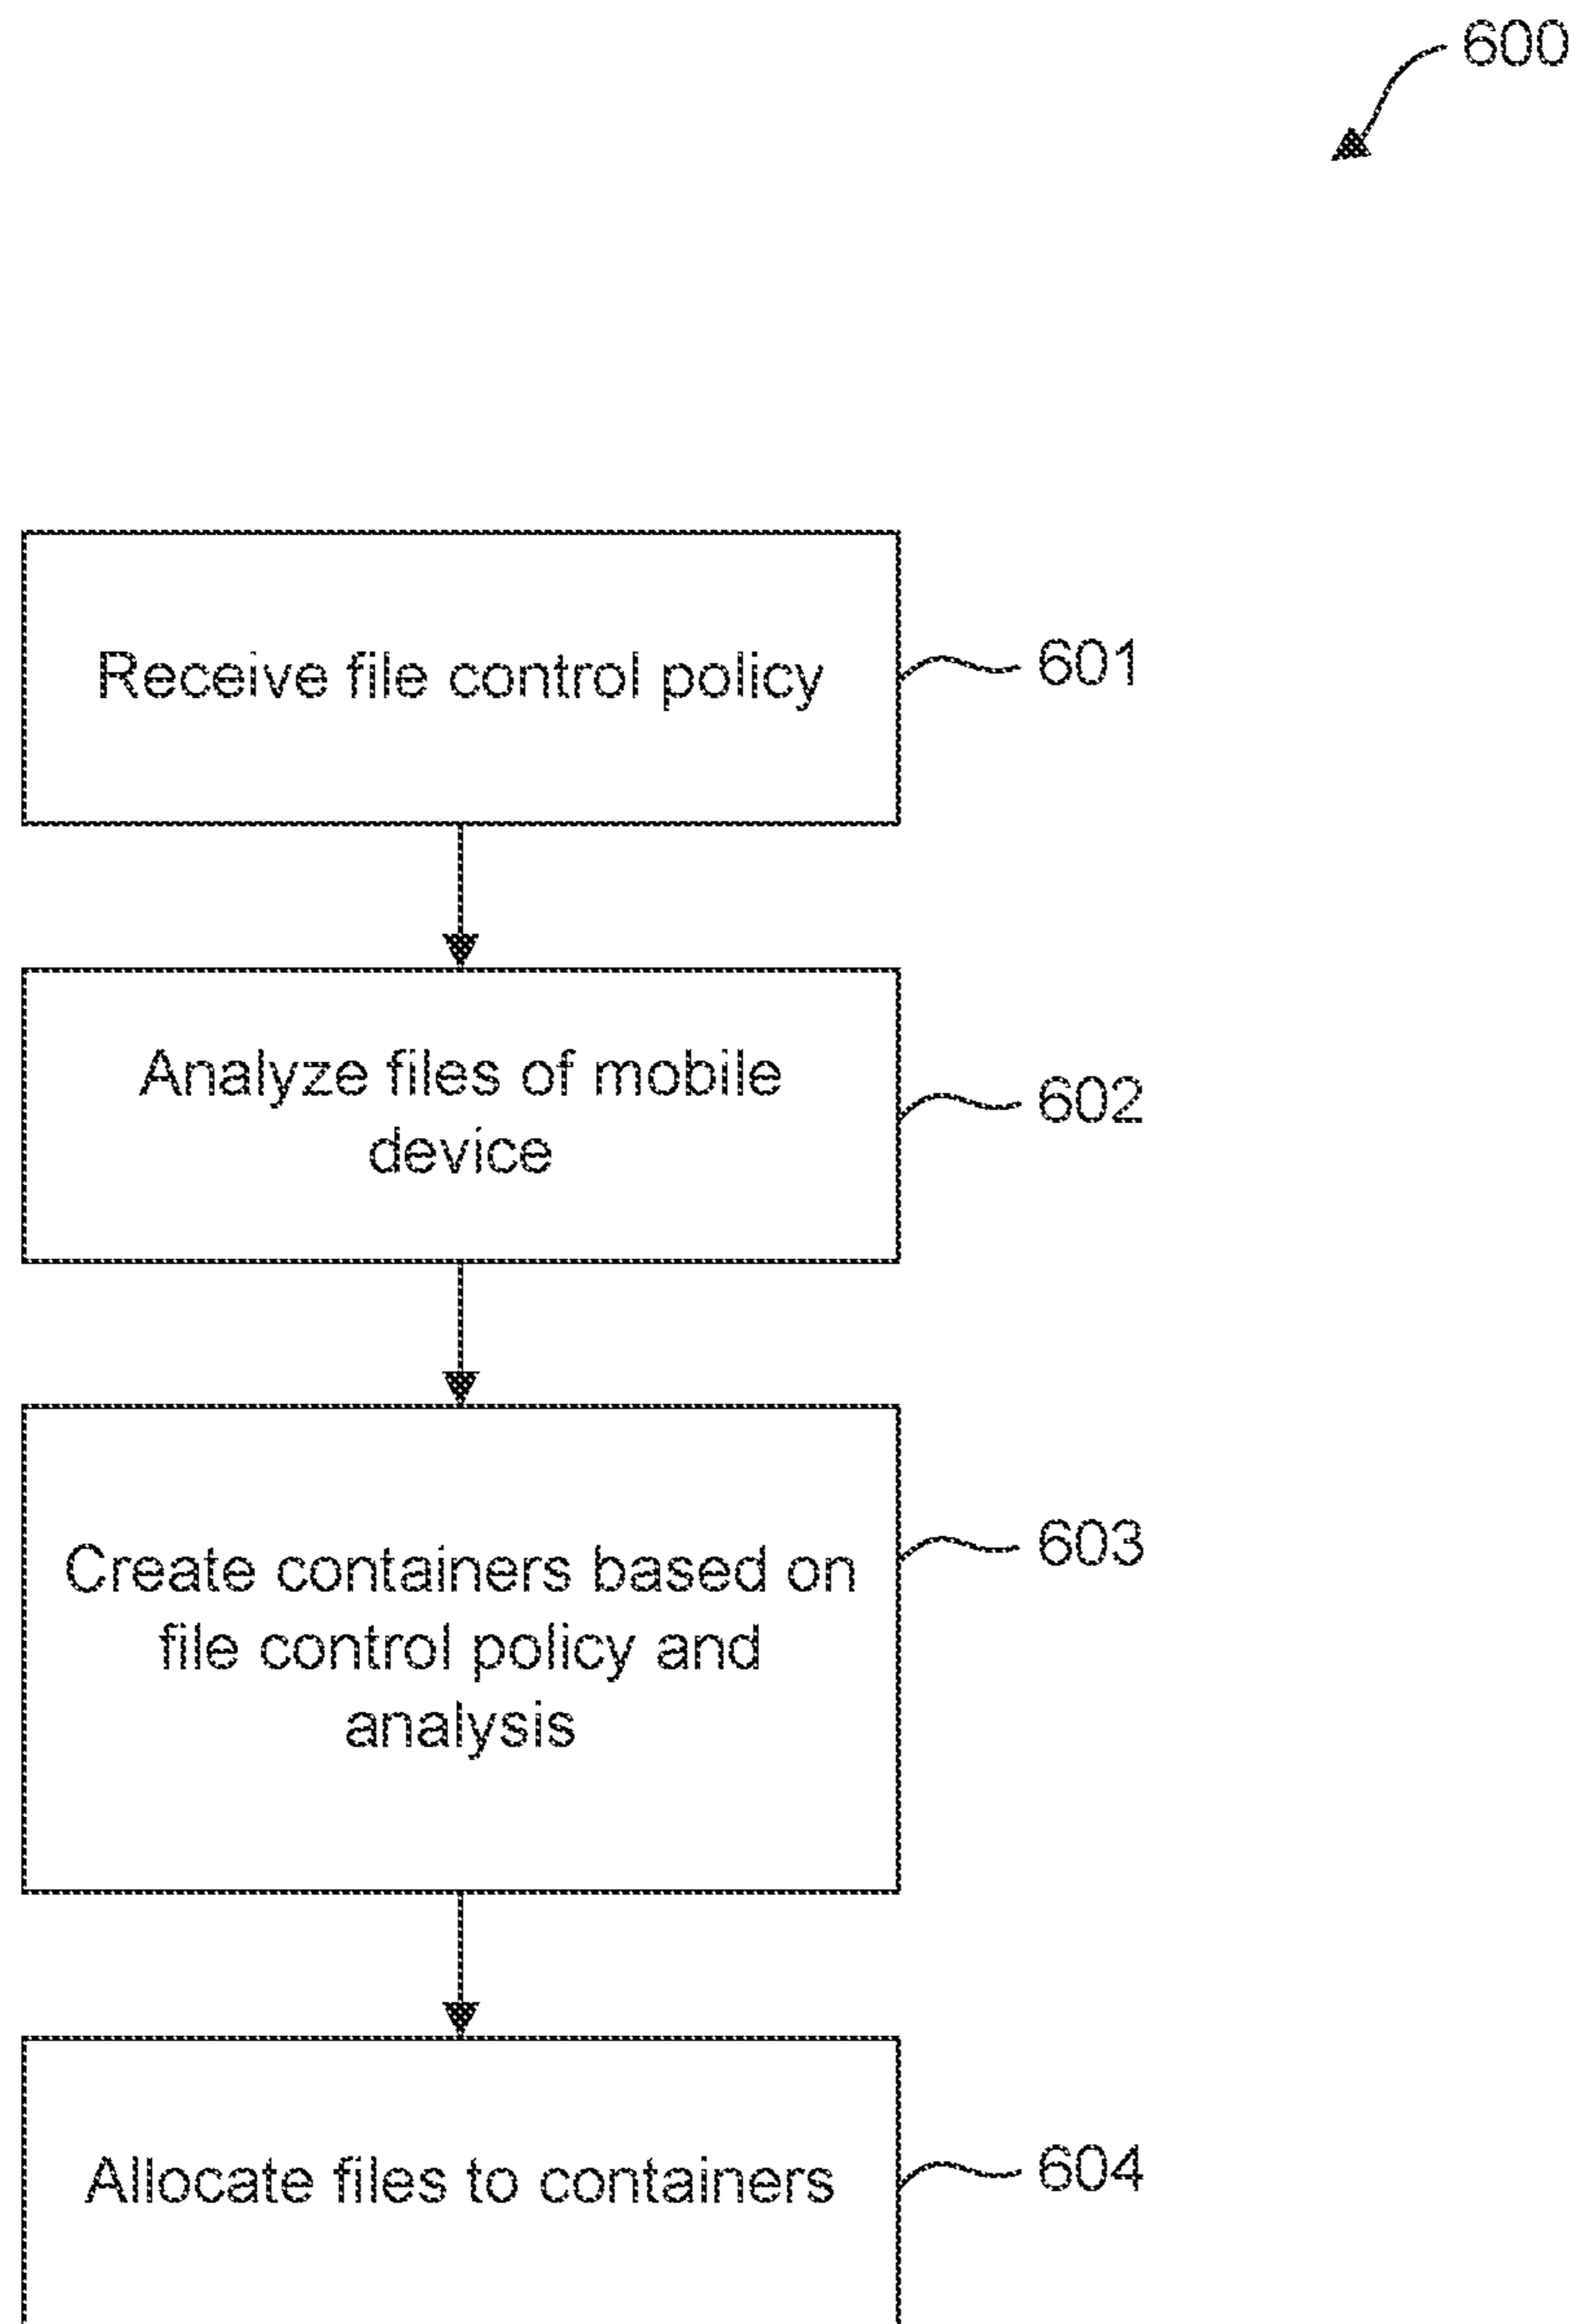 600
Receive file control policy
601
Analyze files of mobile
device
602
Create containers based on
file control policy and
analysis
603
Allocate files to containers
604